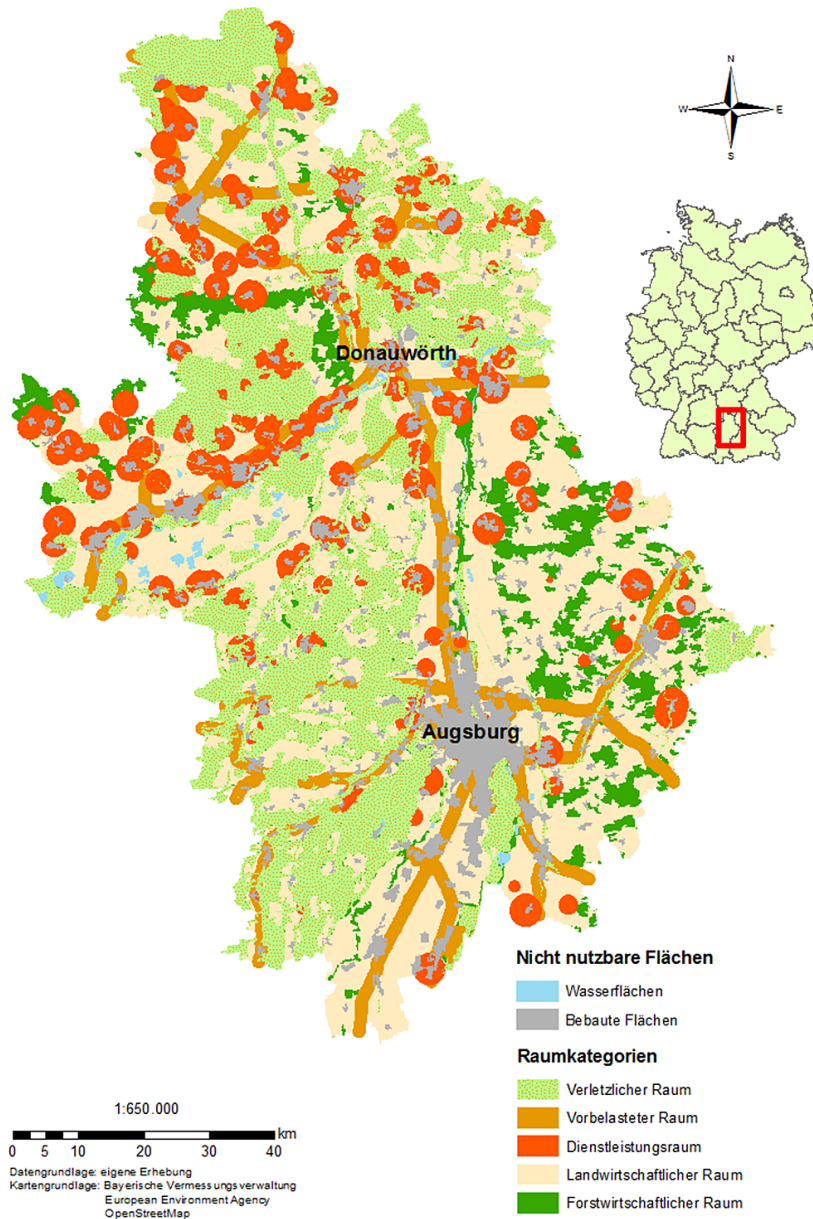 N
W
E
S
Donauwörth
Augsburg
Nicht nutzbare Flächen
Wasserflächen
Bebaute Flächen
Raumkategorien
Verletzlicher Raum
Vorbelasteter Raum
Dienstleistungsraum
Landwirtschaftlicher Raum
Forstwirtschaftlicher Raum
1:650.000
km
0 5 10 20 30 40
Datengrundlage: eigene Erhebung
Kartengrundlage: Bayerische Vermessungsverwaltung
European Environment Agency
OpenStreetMap